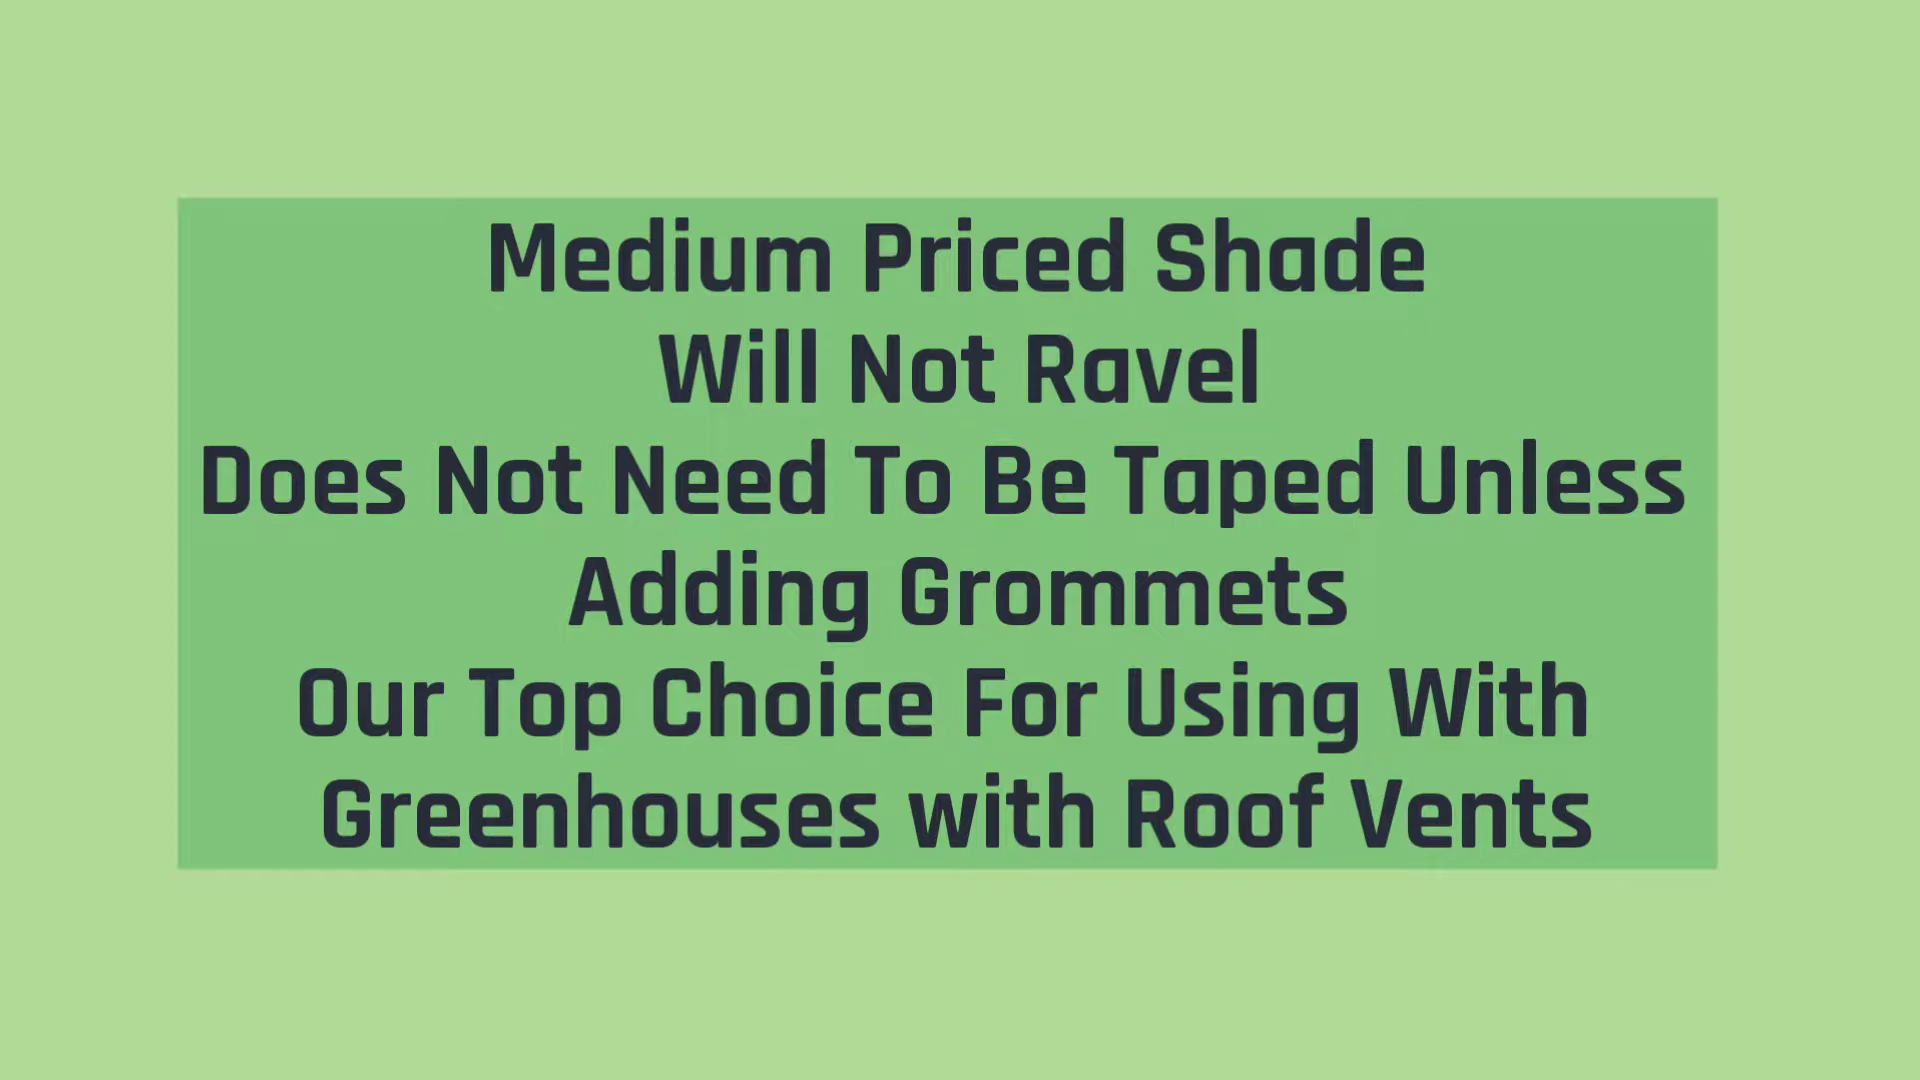 Medium Priced Shade
Will Not Ravel
Does Not Need To Be Taped Unless
Adding Grommets
Our Top Choice For Using With
Greenhouses with Roof Vents